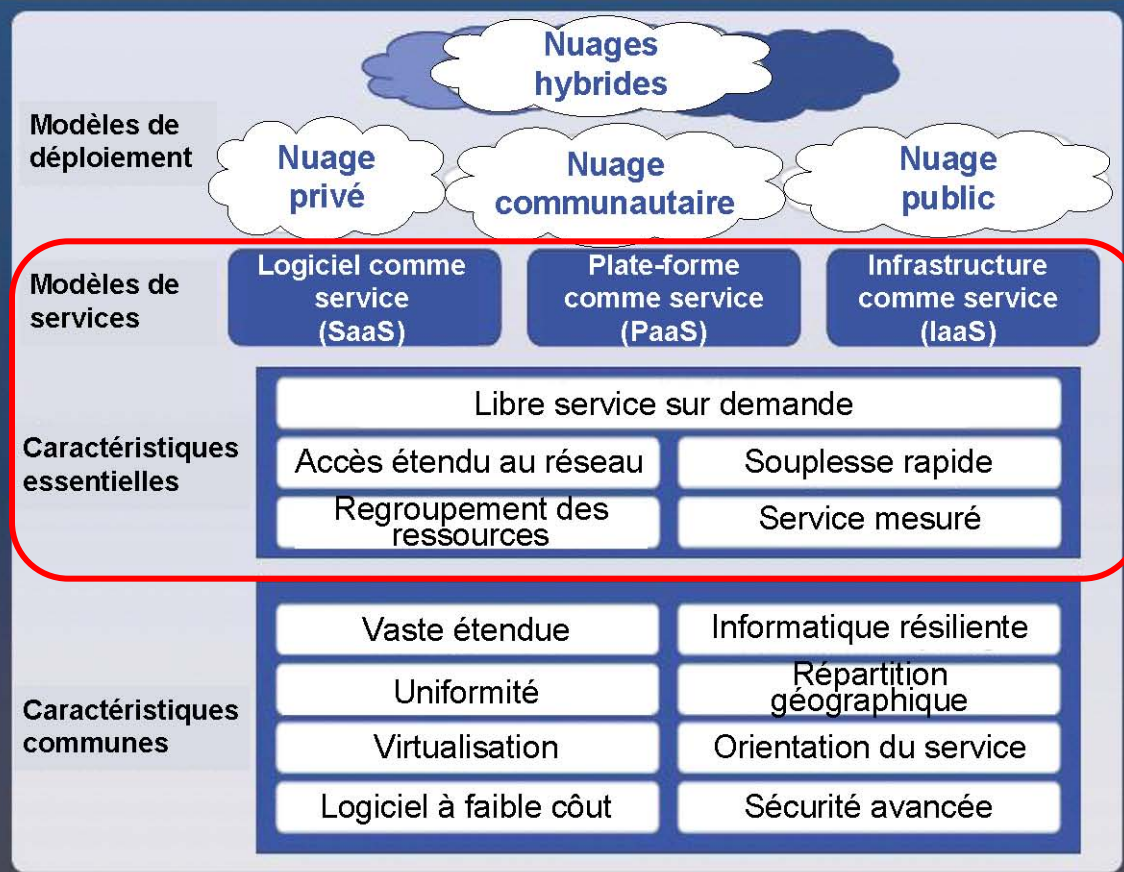 Nuages
hybrides
Modèles de
déploiement
Nuage
privé
Nuage
communautaire
Nuage
public
Modèles de
services
Logiciel comme
service
(SaaS)
Plate-forme
comme service
(PaaS)
Infrastructure
comme service
(IaaS)
Caractéristiques
essentielles
Libre service sur demande
Accès étendu au réseau
Souplesse rapide
Regroupement des
ressources
Service mesuré
Caractéristiques
communes
Vaste étendue
Informatique résiliente
Uniformité
Répartition
géographique
Virtualisation
Orientation du service
Logiciel à faible côut
Sécurité avancée